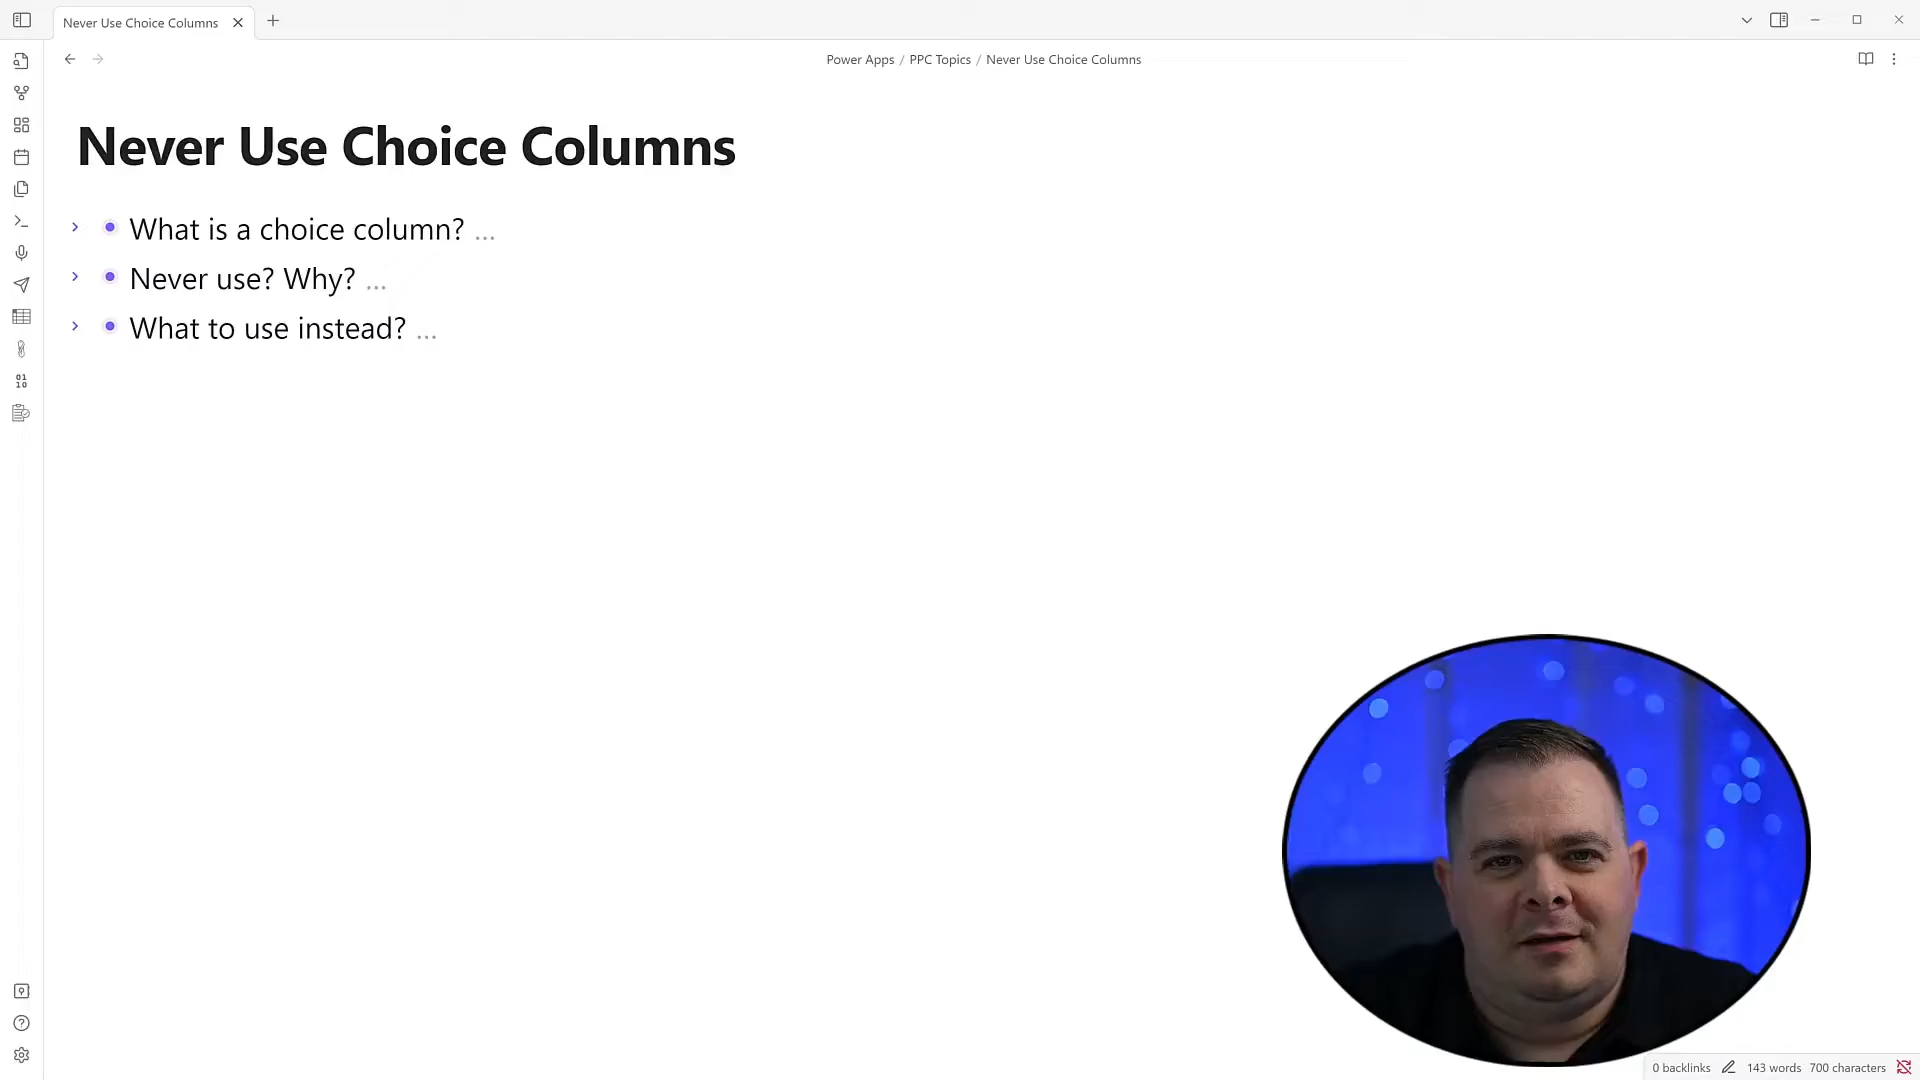 Never Use Choice Columns
Power Apps / PPC Topics / Never Use Choice Columns
Never Use Choice Columns
What is a choice column? ...
Never use? Why? ...
What to use instead? ...
0 backlinks 143 words 700 characters